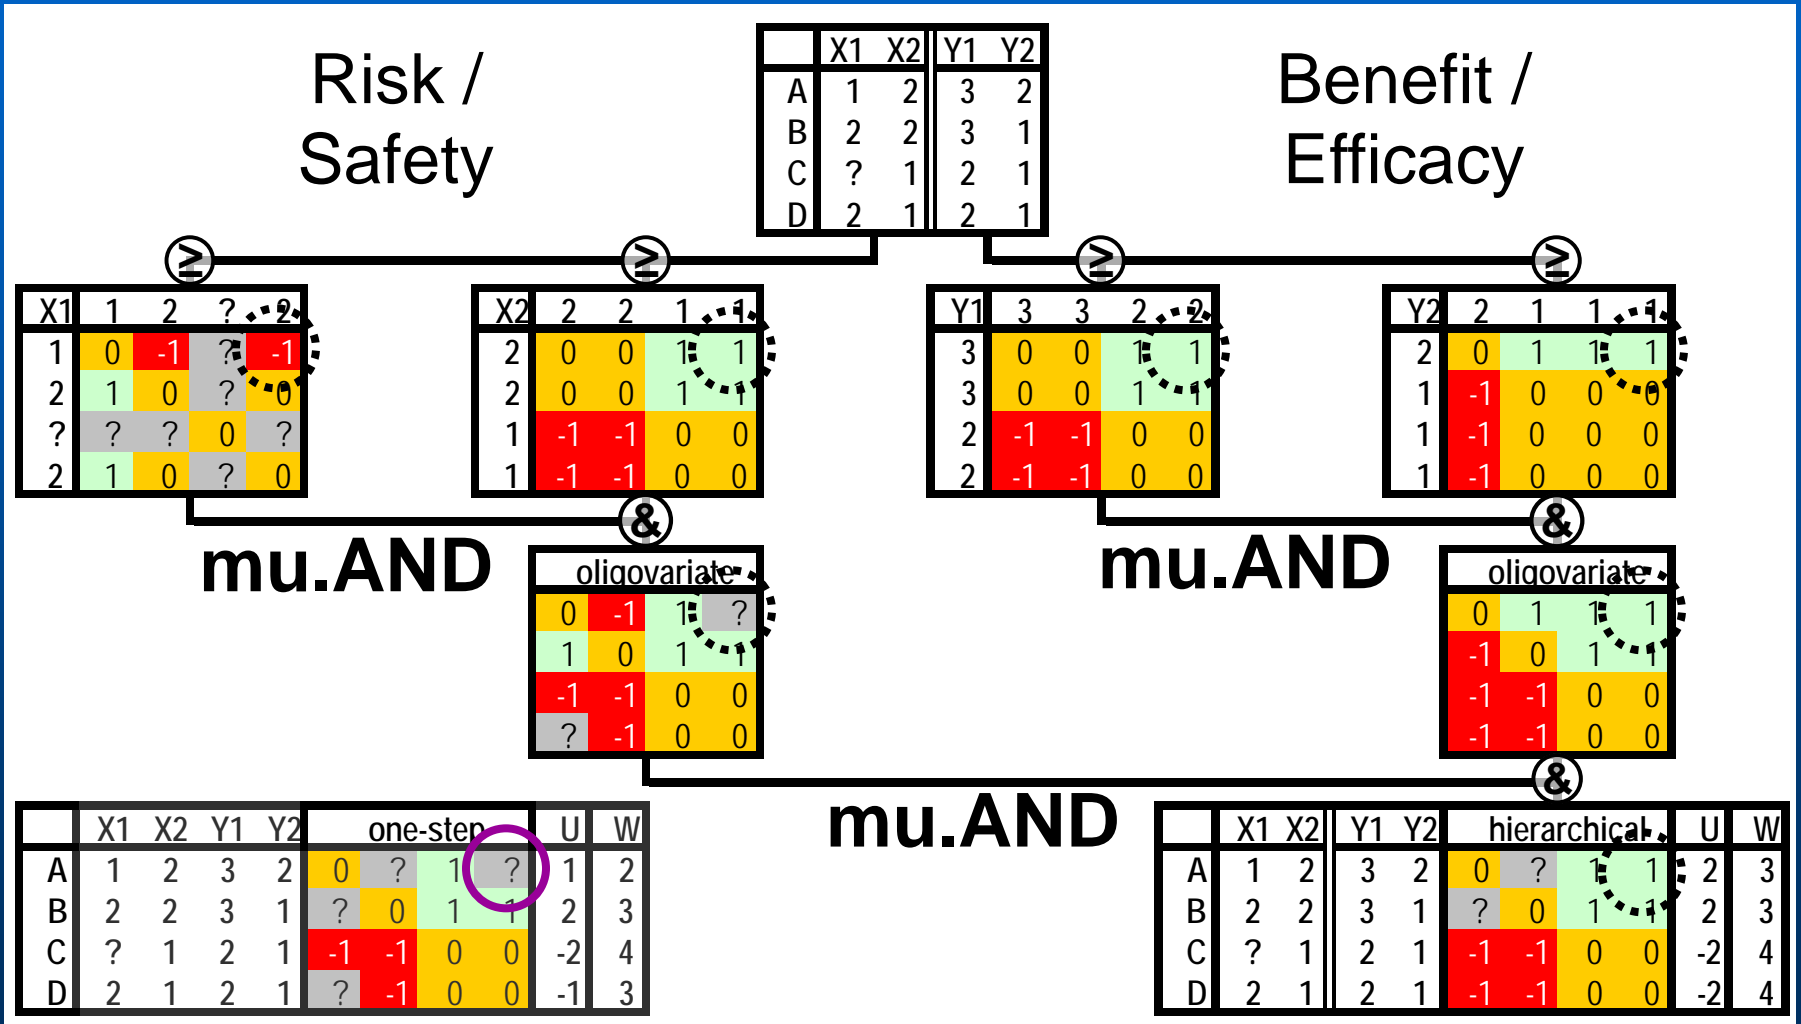 Risk /
Safety
X1 X2 Y1 Y2
A 1 2 3 2
B 2 2 3 1
C ? 1 2 1
D 2 1 2 1
Benefit /
Efficacy
≥ ≥ ≥ ≥
X1 1 2 ? 2
1 0 -1 ? -1
2 1 0 ? 0
? ? ? 0 ?
2 1 0 ? 0
X2 2 2 1 1
2 0 0 1 1
2 0 0 1 1
1 -1 -1 0 0
1 -1 -1 0 0
Y1 3 3 2 2
3 0 0 1 1
3 0 0 1 1
2 -1 -1 0 0
2 -1 -1 0 0
Y2 2 1 1 1
2 0 1 1 1
1 -1 0 0 0
1 -1 0 0 0
1 -1 0 0 0
& &
mu.AND
mu.AND
oligovariate
0 -1 1 ?
1 0 1 1
-1 -1 0 0
? -1 0 0
oligovariate
0 1 1 1
-1 0 1 1
-1 -1 0 0
-1 -1 0 0
&
mu.AND
X1 X2 Y1 Y2 one-step U W
A 1 2 3 2 0 ? 1 ? 1 2
B 2 2 3 1 ? 0 1 1 2 3
C ? 1 2 1 -1 -1 0 0 -2 4
D 2 1 2 1 ? -1 0 0 -1 3
X1 X2 Y1 Y2 hierarchical U W
A 1 2 3 2 0 ? 1 1 2 3
B 2 2 3 1 ? 0 1 1 2 3
C ? 1 2 1 -1 -1 0 0 -2 4
D 2 1 2 1 -1 -1 0 0 -2 4